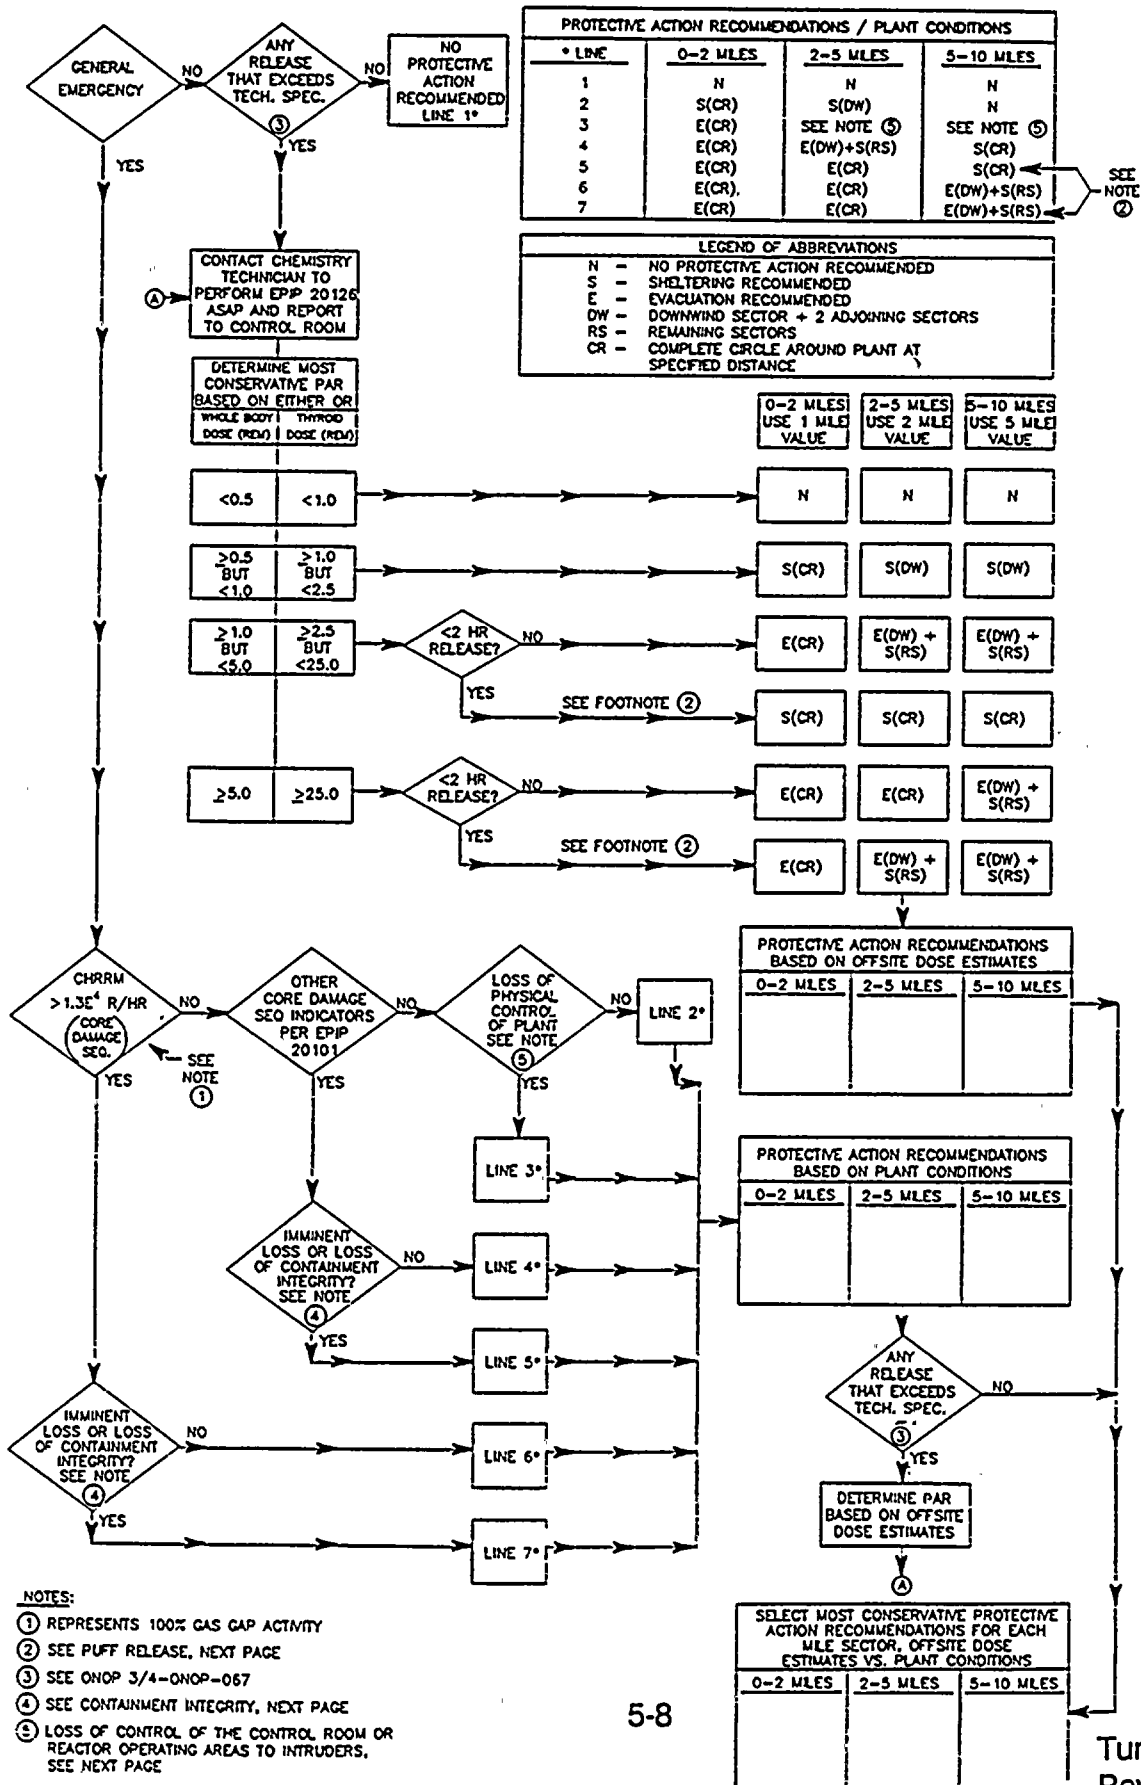 GENERAL
EMERGENCY
NO
YES
ANY
RELEASE
THAT EXCEEDS
TECH. SPEC.
③
NO
YES
NO
PROTECTIVE
ACTION
RECOMMENDED
LINE 1*
PROTECTIVE ACTION RECOMMENDATIONS / PLANT CONDITIONS
* LINE 0-2 MILES 2-5 MILES 5-10 MILES
1 N N N
2 S(CR) S(DW) N
3 E(CR) SEE NOTE ⑤ SEE NOTE ⑤
4 E(CR) E(DW)+S(RS) S(CR)
5 E(CR) E(CR) S(CR)
6 E(CR). E(CR) E(DW)+S(RS)
7 E(CR) E(CR) E(DW)+S(RS)
SEE
NOTE
②
LEGEND OF ABBREVIATIONS
N - NO PROTECTIVE ACTION RECOMMENDED
S - SHELTERING RECOMMENDED
E - EVACUATION RECOMMENDED
DW - DOWNWIND SECTOR + 2 ADJOINING SECTORS
RS - REMAINING SECTORS
CR - COMPLETE CIRCLE AROUND PLANT AT
SPECIFIED DISTANCE
Ⓐ
CONTACT CHEMISTRY
TECHNICIAN TO
PERFORM EPIP 20126
ASAP AND REPORT
TO CONTROL ROOM
DETERMINE MOST
CONSERVATIVE PAR
BASED ON EITHER OR
WHOLE BODY THYROID
DOSE (REM) DOSE (REM)
0-2 MILES 2-5 MILES 5-10 MILES
USE 1 MILE USE 2 MILE USE 5 MILE
VALUE VALUE VALUE
<0.5 <1.0 N N N
≥0.5 ≥1.0
BUT BUT
<1.0 <2.5
S(CR) S(DW) S(DW)
≥1.0 ≥2.5
BUT BUT
<5.0 <25.0
<2 HR
RELEASE?
NO
YES
E(CR) E(DW) + E(DW) +
S(RS) S(RS)
SEE FOOTNOTE ②
S(CR) S(CR) S(CR)
≥5.0 ≥25.0
<2 HR
RELEASE?
NO
YES
E(CR) E(CR) E(DW) +
S(RS)
SEE FOOTNOTE ②
E(CR) E(DW) + E(DW) +
S(RS) S(RS)
PROTECTIVE ACTION RECOMMENDATIONS
BASED ON OFFSITE DOSE ESTIMATES
0-2 MILES 2-5 MILES 5-10 MILES
CHRRM
>1.3E⁴ R/HR
(CORE
DAMAGE
SEQ.)
NO
YES
SEE
NOTE
①
OTHER
CORE DAMAGE
SEQ INDICATORS
PER EPIP
20101
NO
YES
LOSS OF
PHYSICAL
CONTROL
OF PLANT
SEE NOTE
⑤
NO
YES
LINE 2*
LINE 3*
PROTECTIVE ACTION RECOMMENDATIONS
BASED ON PLANT CONDITIONS
0-2 MILES 2-5 MILES 5-10 MILES
IMMINENT
LOSS OR LOSS
OF CONTAINMENT
INTEGRITY?
SEE NOTE
④
NO
YES
LINE 4*
LINE 5*
ANY
RELEASE
THAT EXCEEDS
TECH. SPEC.
③
NO
YES
IMMINENT
LOSS OR LOSS
OF CONTAINMENT
INTEGRITY?
SEE NOTE
④
NO
YES
LINE 6*
LINE 7*
DETERMINE PAR
BASED ON OFFSITE
DOSE ESTIMATES
Ⓐ
SELECT MOST CONSERVATIVE PROTECTIVE
ACTION RECOMMENDATIONS FOR EACH
MILE SECTOR, OFFSITE DOSE
ESTIMATES VS. PLANT CONDITIONS
0-2 MILES 2-5 MILES 5-10 MILES
NOTES:
① REPRESENTS 100% GAS GAP ACTIVITY
② SEE PUFF RELEASE, NEXT PAGE
③ SEE ONOP 3/4-ONOP-067
④ SEE CONTAINMENT INTEGRITY, NEXT PAGE
⑤ LOSS OF CONTROL OF THE CONTROL ROOM OR
REACTOR OPERATING AREAS TO INTRUDERS,
SEE NEXT PAGE
5-8